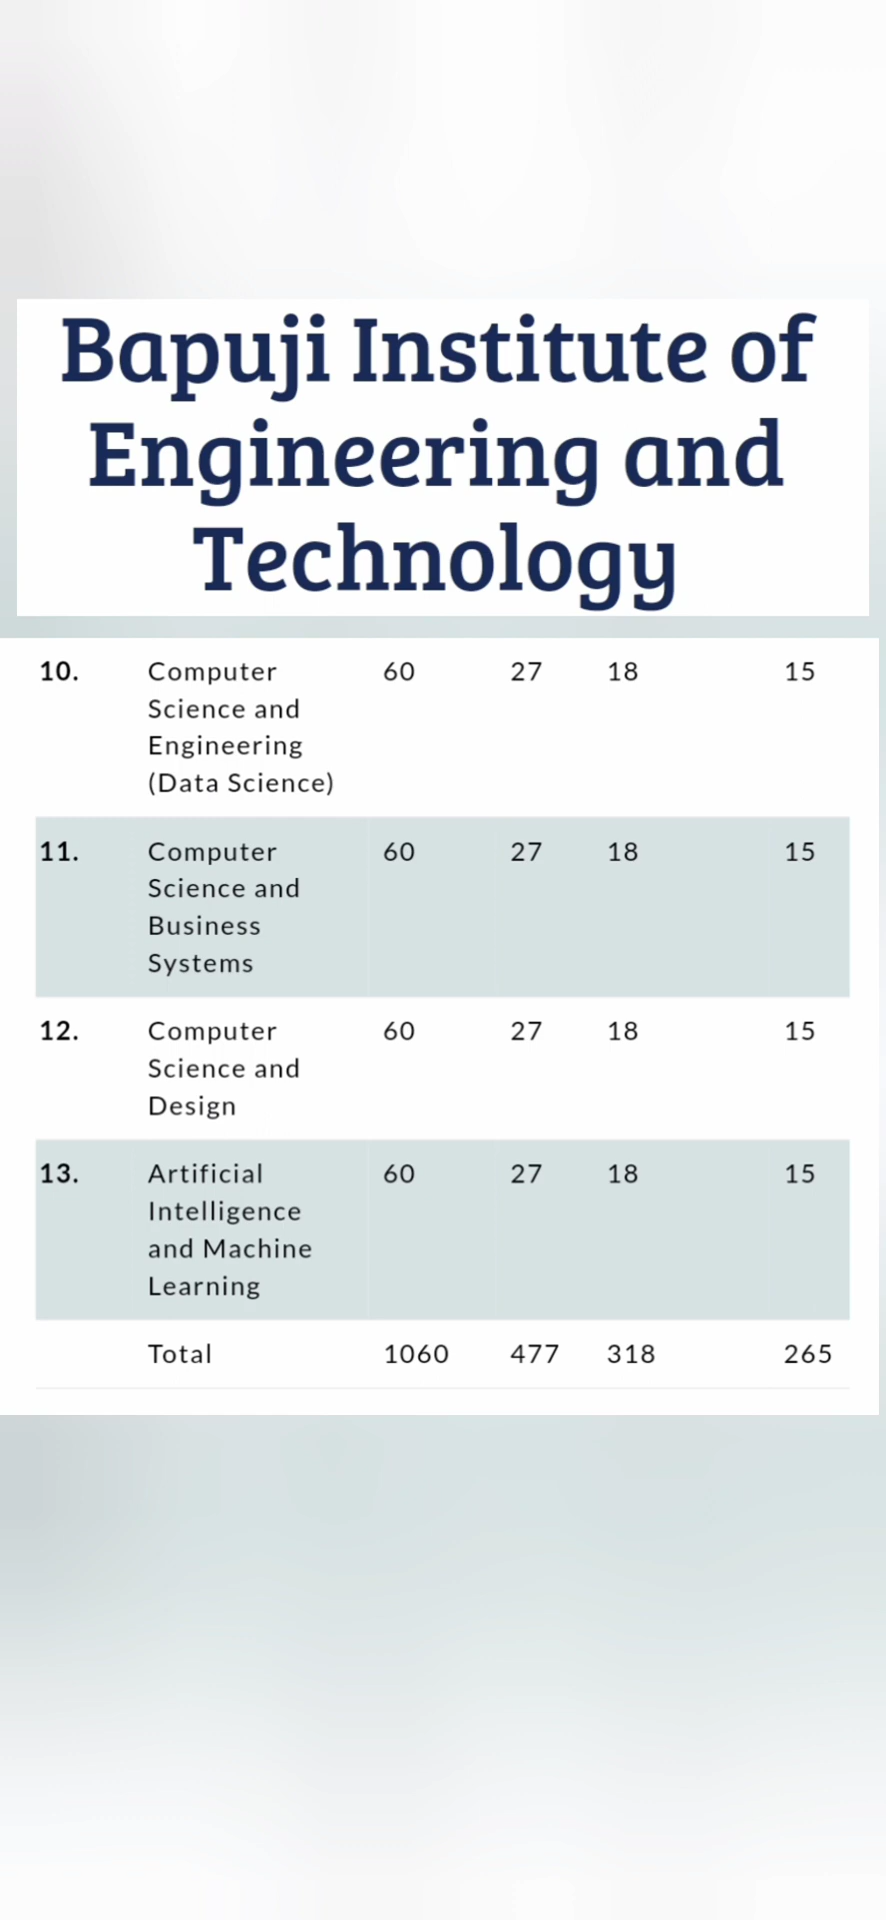 Bapuji Institute of
Engineering and
Technology
10. Computer 60 27 18 15
Science and
Engineering
(Data Science)
11. Computer 60 27 18 15
Science and
Business
Systems
12. Computer 60 27 18 15
Science and
Design
13. Artificial 60 27 18 15
Intelligence
and Machine
Learning
Total 1060 477 318 265